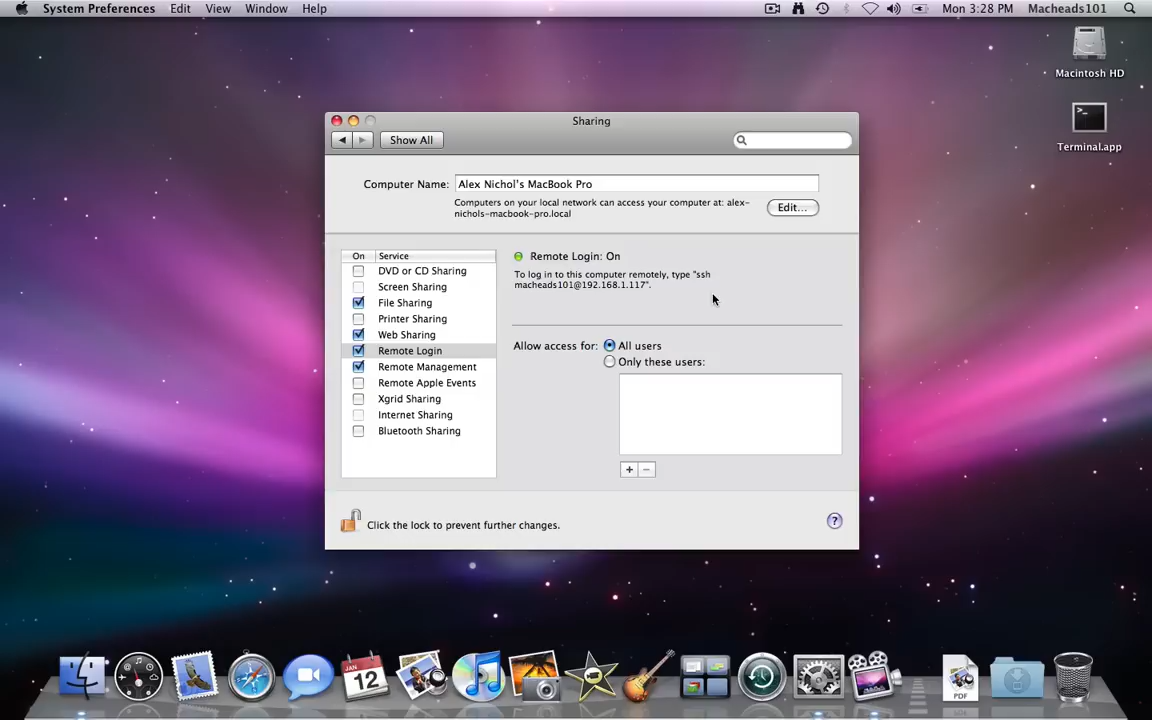 System Preferences Edit View Window Help Mon 3:28 PM Macheads101
Macintosh HD
Terminal.app
Sharing
Show All
Computer Name: Alex Nichol's MacBook Pro
Computers on your local network can access your computer at: alex-
nichols-macbook-pro.local
Edit...
On Service
DVD or CD Sharing
Screen Sharing
File Sharing
Printer Sharing
Web Sharing
Remote Login
Remote Management
Remote Apple Events
Xgrid Sharing
Internet Sharing
Bluetooth Sharing
Remote Login: On
To log in to this computer remotely, type "ssh
macheads101@192.168.1.117".
Allow access for: All users
Only these users:
+ −
Click the lock to prevent further changes.
?
JAN
12
PDF